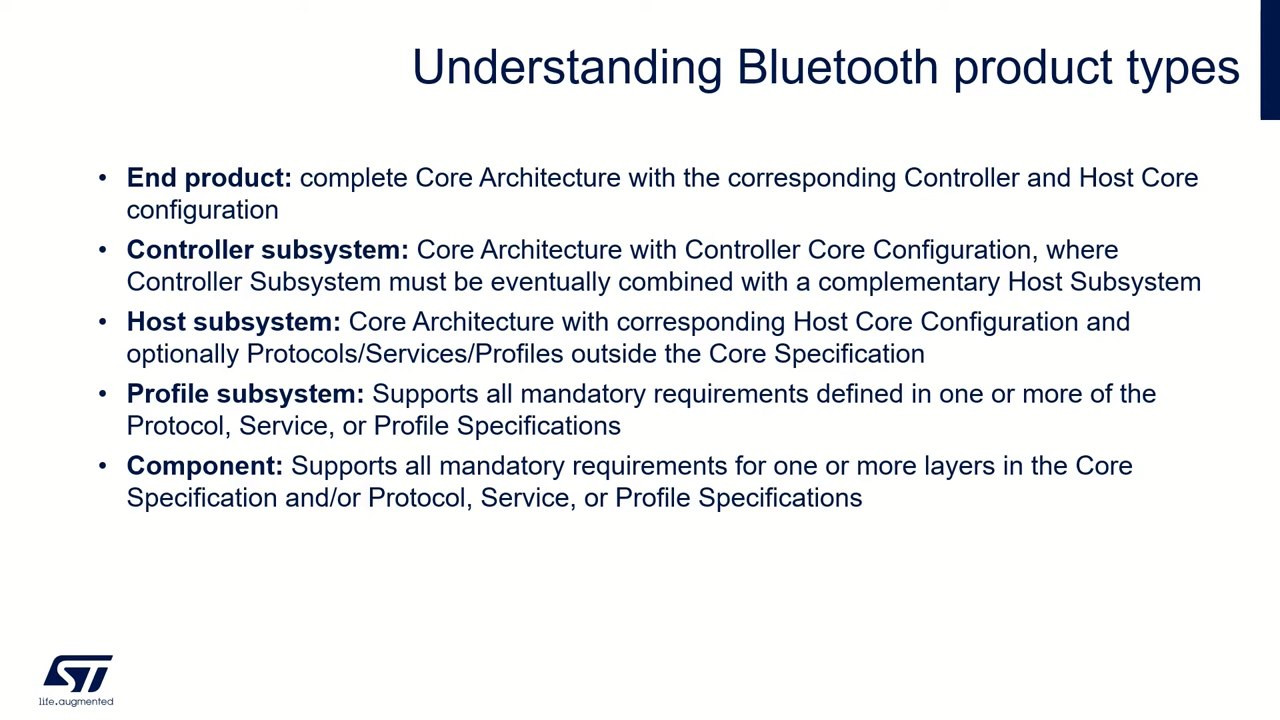 Understanding Bluetooth product types
• End product: complete Core Architecture with the corresponding Controller and Host Core
configuration
• Controller subsystem: Core Architecture with Controller Core Configuration, where
Controller Subsystem must be eventually combined with a complementary Host Subsystem
• Host subsystem: Core Architecture with corresponding Host Core Configuration and
optionally Protocols/Services/Profiles outside the Core Specification
• Profile subsystem: Supports all mandatory requirements defined in one or more of the
Protocol, Service, or Profile Specifications
• Component: Supports all mandatory requirements for one or more layers in the Core
Specification and/or Protocol, Service, or Profile Specifications
ST
life.augmented